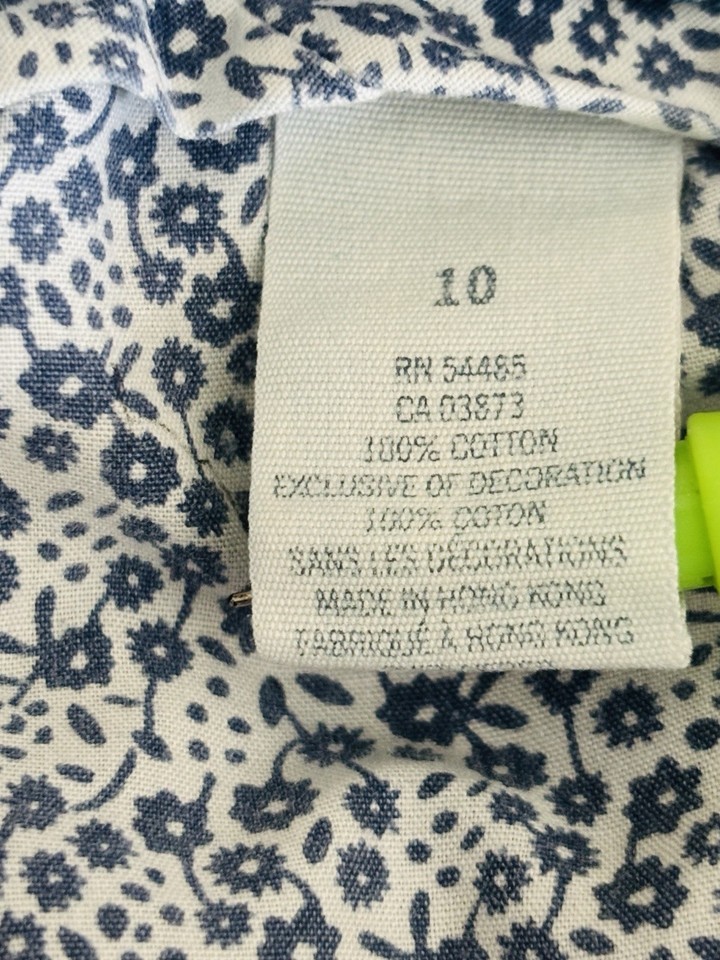 10
RN 54485
CA 03873
100% COTTON
EXCLUSIVE OF DECORATION
100% COTON
SANS LES DÉCORATIONS
MADE IN HONG KONG
FABRIQUÉ À HONG KONG